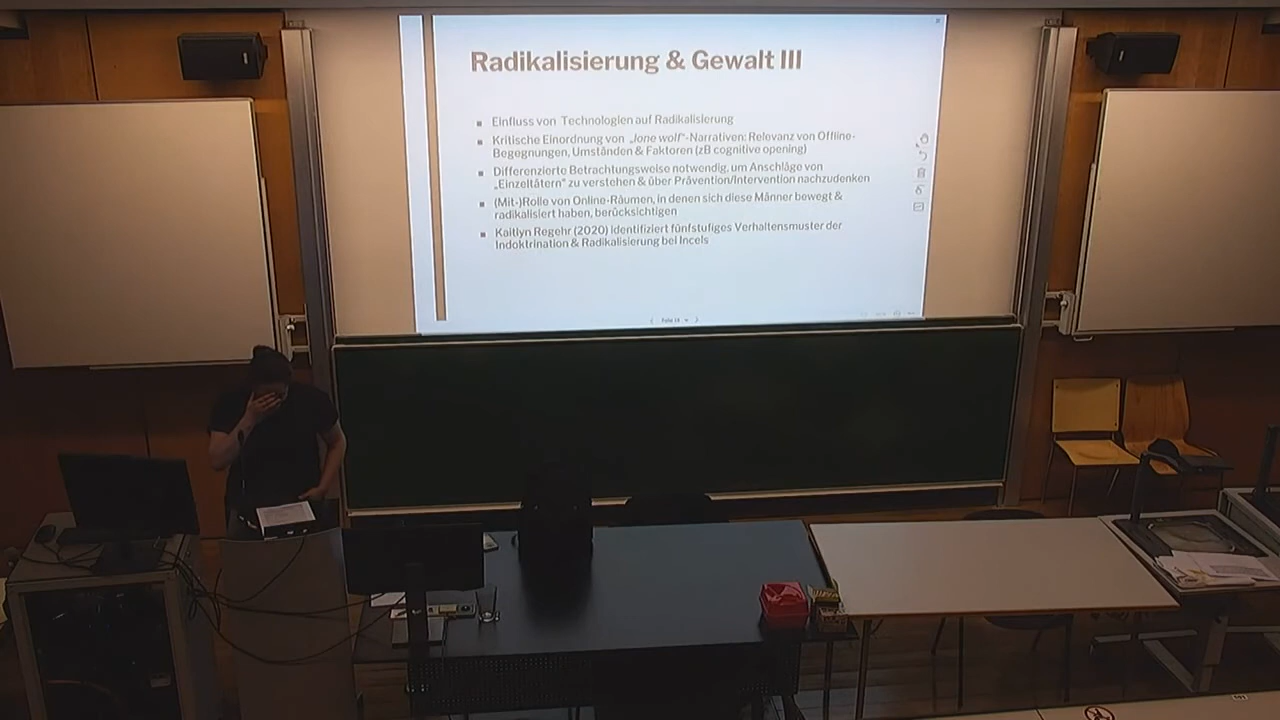 Radikalisierung & Gewalt III
Einfluss von Technologien auf Radikalisierung
Kritische Einordnung von „lone wolf“-Narrativen: Relevanz von Offline-
Begegnungen, Umständen & Faktoren (zB cognitive opening)
Differenzierte Betrachtungsweise notwendig, um Anschläge von
„Einzeltätern“ zu verstehen & über Prävention/Intervention nachzudenken
(Mit-)Rolle von Online-Räumen, in denen sich diese Männer bewegt &
radikalisiert haben, berücksichtigen
Kaitlyn Regehr (2020) identifiziert fünfstufiges Verhaltensmuster der
Indoktrination & Radikalisierung bei Incels